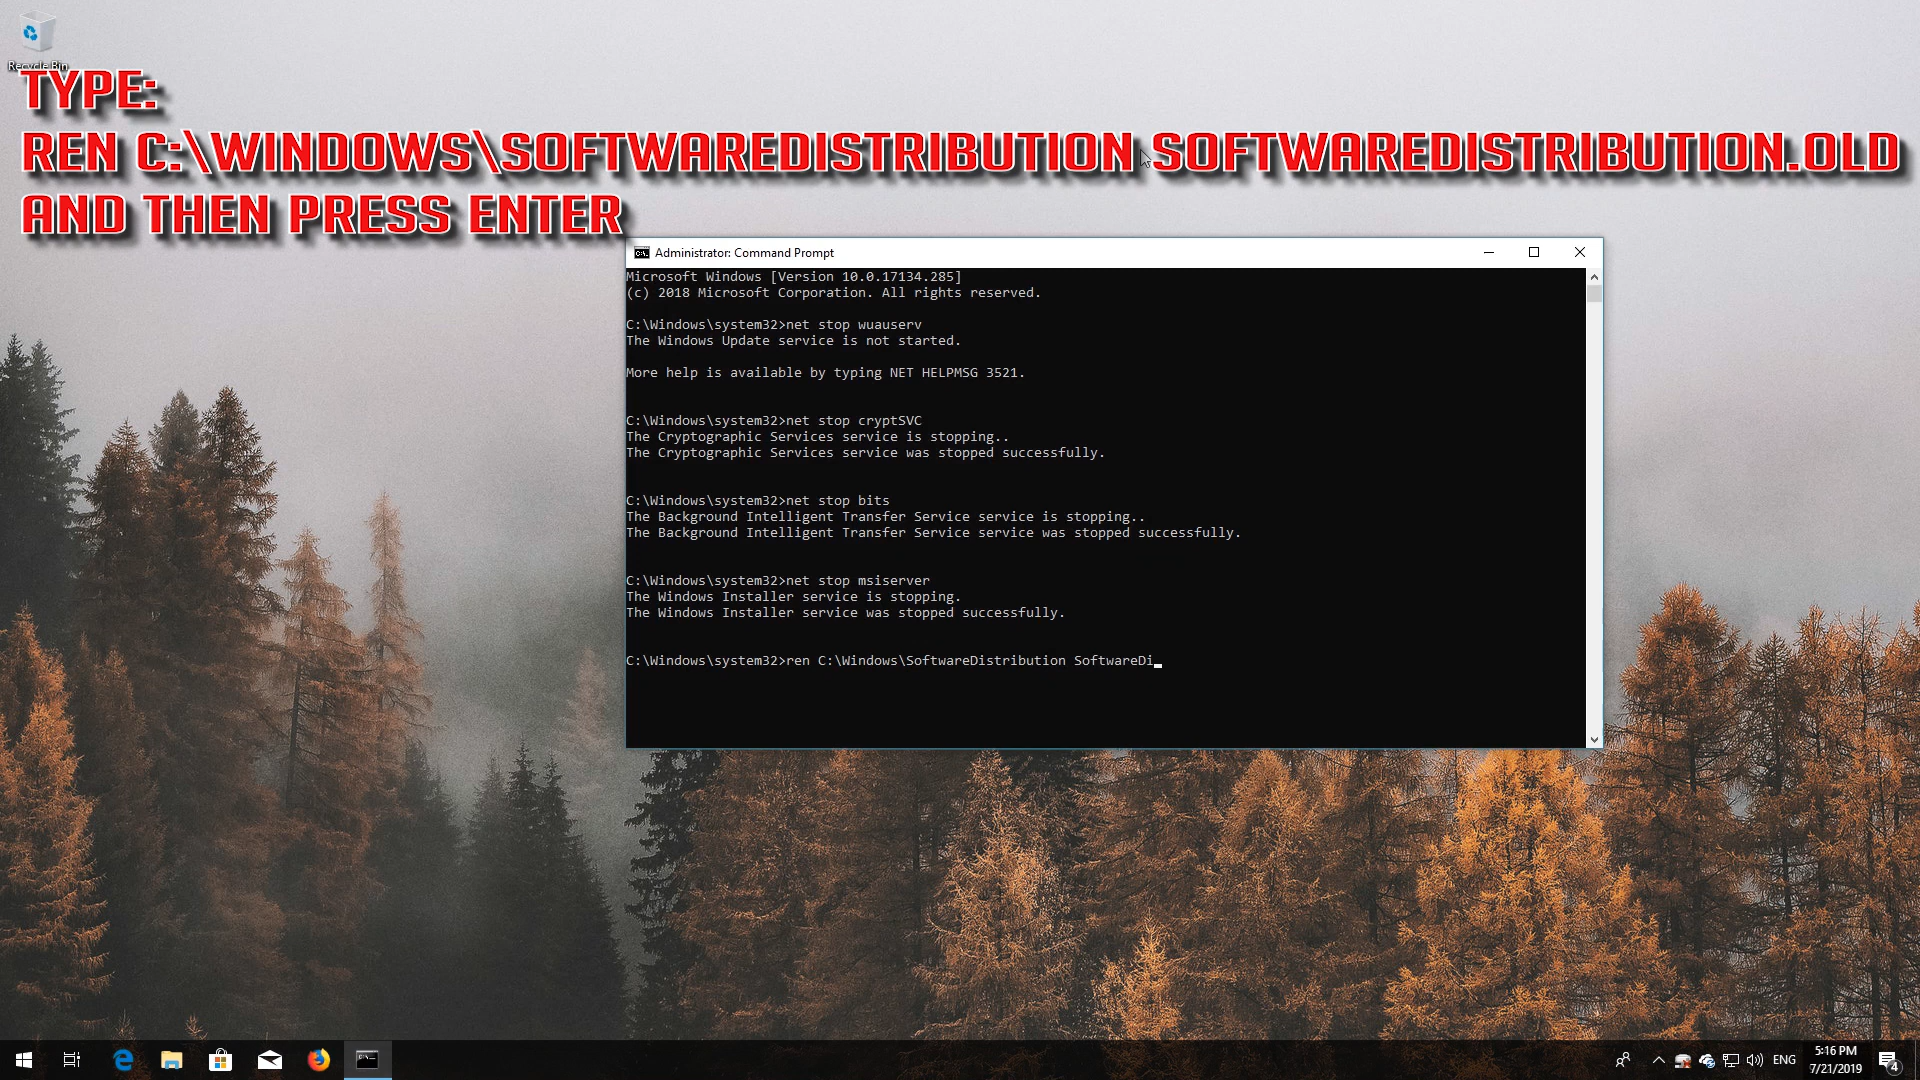 Recycle Bin
TYPE:
REN C:\WINDOWS\SOFTWAREDISTRIBUTION SOFTWAREDISTRIBUTION.OLD
AND THEN PRESS ENTER
Administrator: Command Prompt
Microsoft Windows [Version 10.0.17134.285]
(c) 2018 Microsoft Corporation. All rights reserved.
C:\Windows\system32>net stop wuauserv
The Windows Update service is not started.
More help is available by typing NET HELPMSG 3521.
C:\Windows\system32>net stop cryptSVC
The Cryptographic Services service is stopping..
The Cryptographic Services service was stopped successfully.
C:\Windows\system32>net stop bits
The Background Intelligent Transfer Service service is stopping..
The Background Intelligent Transfer Service service was stopped successfully.
C:\Windows\system32>net stop msiserver
The Windows Installer service is stopping.
The Windows Installer service was stopped successfully.
C:\Windows\system32>ren C:\Windows\SoftwareDistribution SoftwareDi
ENG
5:16 PM
7/21/2019
4